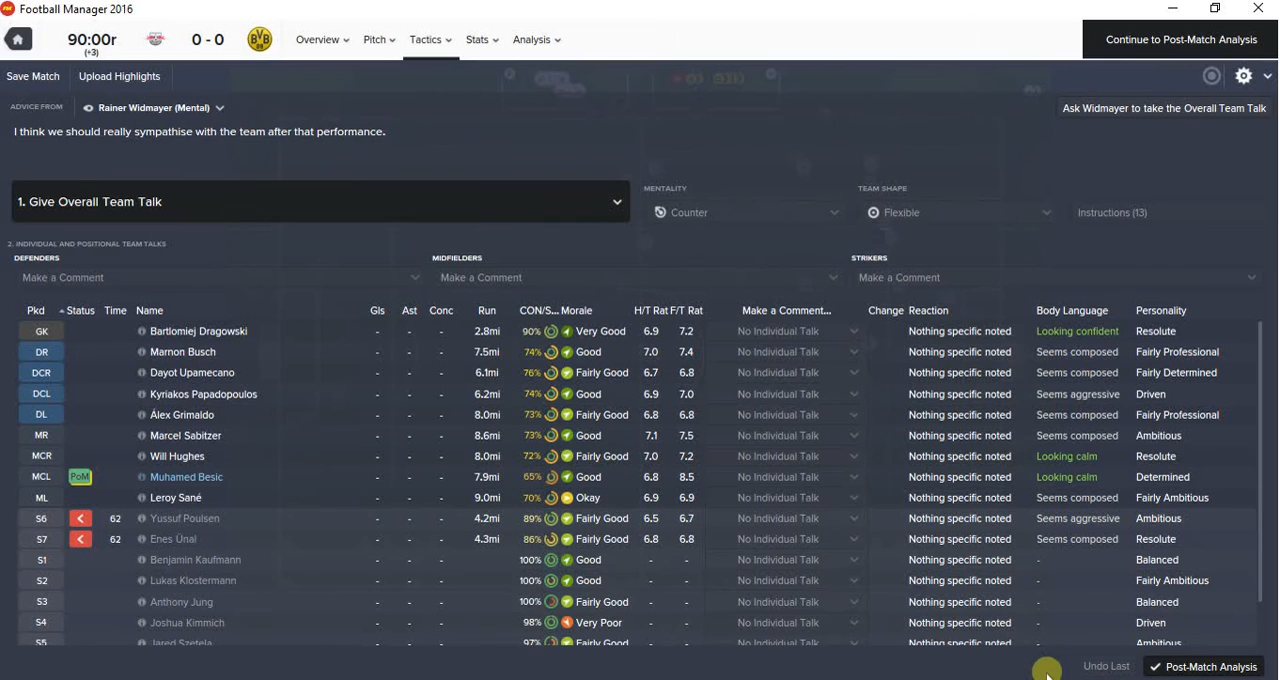 Football Manager 2016
90:00r 0 - 0 Overview Pitch Tactics Stats Analysis Continue to Post-Match Analysis
(+3)
Save Match Upload Highlights
ADVICE FROM Rainer Widmayer (Mental) Ask Widmayer to take the Overall Team Talk
I think we should really sympathise with the team after that performance.
MENTALITY TEAM SHAPE
1. Give Overall Team Talk Counter Flexible Instructions (13)
2. INDIVIDUAL AND POSITIONAL TEAM TALKS
DEFENDERS MIDFIELDERS STRIKERS
Make a Comment Make a Comment Make a Comment
Pkd Status Time Name Gls Ast Conc Run CON/S... Morale H/T Rat F/T Rat Make a Comment... Change Reaction Body Language Personality
GK Bartlomiej Dragowski - - - 2.8mi 90% Very Good 6.9 7.2 No Individual Talk Nothing specific noted Looking confident Resolute
DR Marnon Busch - - - 7.5mi 74% Good 7.0 7.4 No Individual Talk Nothing specific noted Seems composed Fairly Professional
DCR Dayot Upamecano - - - 6.1mi 76% Fairly Good 6.7 6.8 No Individual Talk Nothing specific noted Seems composed Fairly Determined
DCL Kyriakos Papadopoulos - - - 6.2mi 74% Good 6.9 7.0 No Individual Talk Nothing specific noted Seems aggressive Driven
DL Álex Grimaldo - - - 8.0mi 73% Fairly Good 6.8 6.8 No Individual Talk Nothing specific noted Seems composed Fairly Professional
MR Marcel Sabitzer - - - 8.6mi 73% Good 7.1 7.5 No Individual Talk Nothing specific noted Seems composed Ambitious
MCR Will Hughes - - - 8.0mi 72% Fairly Good 7.0 7.2 No Individual Talk Nothing specific noted Looking calm Resolute
MCL PoM Muhamed Besic - - - 7.9mi 65% Good 6.8 8.5 No Individual Talk Nothing specific noted Looking calm Determined
ML Leroy Sané - - - 9.0mi 70% Okay 6.9 6.9 No Individual Talk Nothing specific noted Seems composed Fairly Ambitious
S6 62 Yussuf Poulsen - - - 4.2mi 89% Fairly Good 6.5 6.7 No Individual Talk Nothing specific noted Seems aggressive Ambitious
S7 62 Enes Ünal - - - 4.3mi 86% Fairly Good 6.8 6.8 No Individual Talk Nothing specific noted Seems composed Resolute
S1 Benjamin Kaufmann - - - 100% Good - - No Individual Talk Nothing specific noted - Balanced
S2 Lukas Klostermann - - - 100% Good - - No Individual Talk Nothing specific noted - Fairly Ambitious
S3 Anthony Jung - - - 100% Fairly Good - - No Individual Talk Nothing specific noted - Balanced
S4 Joshua Kimmich - - - 98% Very Poor - - No Individual Talk Nothing specific noted - Driven
S5 Jared Szetela - - - 97% Fairly Good - - No Individual Talk Nothing specific noted - Ambitious
Undo Last Post-Match Analysis